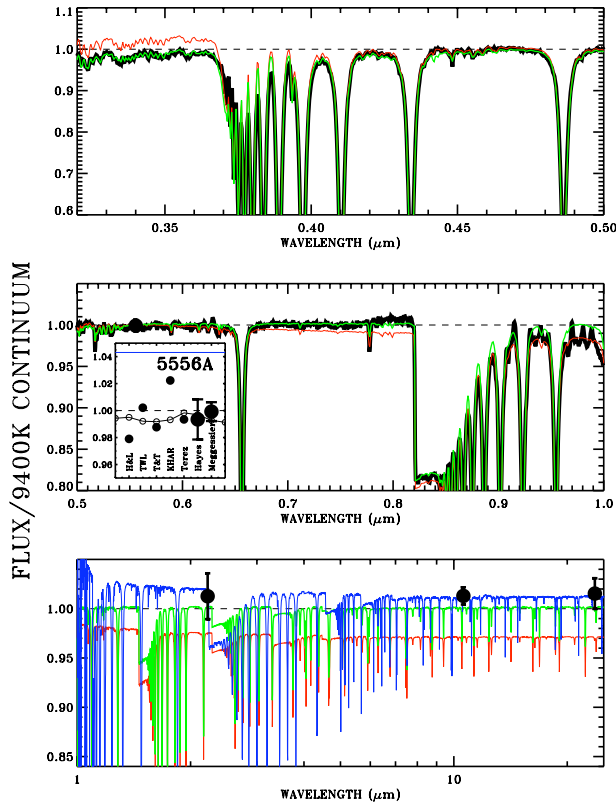 FLUX/9400K CONTINUUM
1.1
1.0
0.9
0.8
0.7
0.6
0.35 0.40 0.45 0.50
WAVELENGTH (μm)
1.00
0.95
0.90
0.85
0.80
5556A
1.04
1.02
1.00
0.98
0.96
H&L
TWL
T&T
KHAR
Terez
Hayes
Megessier
0.5 0.6 0.7 0.8 0.9 1.0
WAVELENGTH (μm)
1.00
0.95
0.90
0.85
1 10
WAVELENGTH (μm)